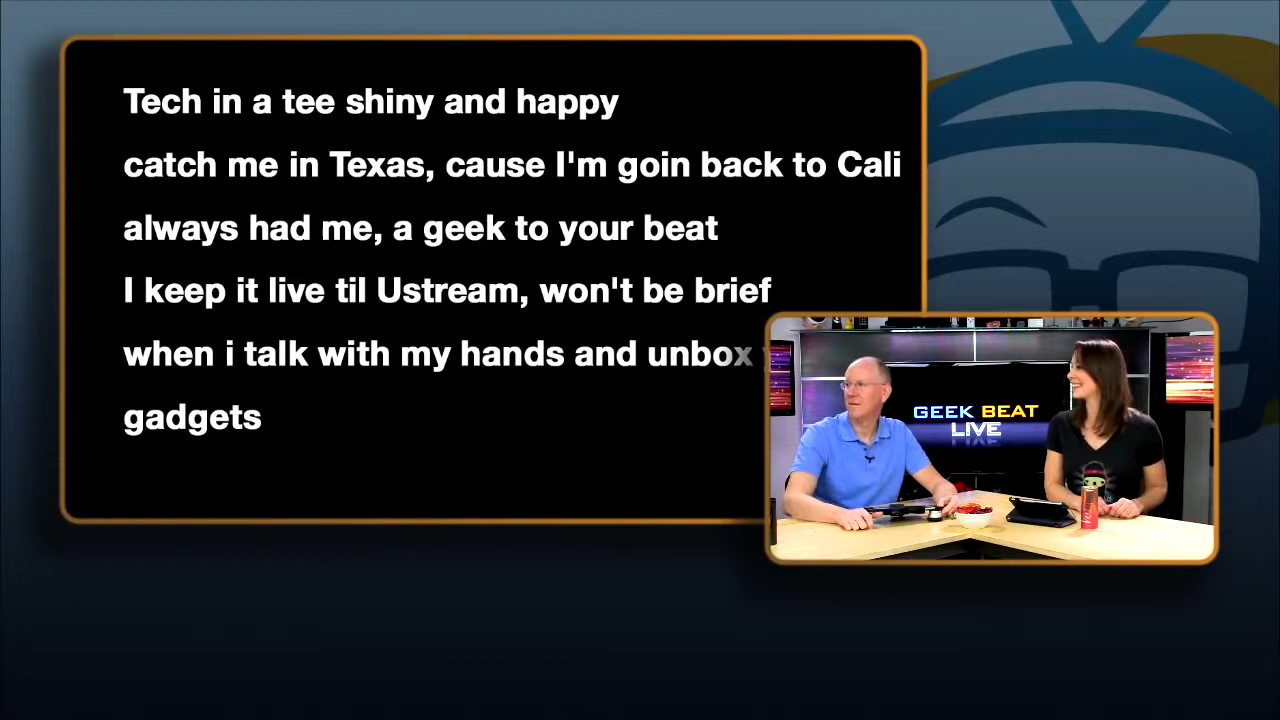 Tech in a tee shiny and happy
catch me in Texas, cause I'm goin back to Cali
always had me, a geek to your beat
I keep it live til Ustream, won't be brief
when i talk with my hands and unbox
gadgets
GEEK BEAT
LIVE